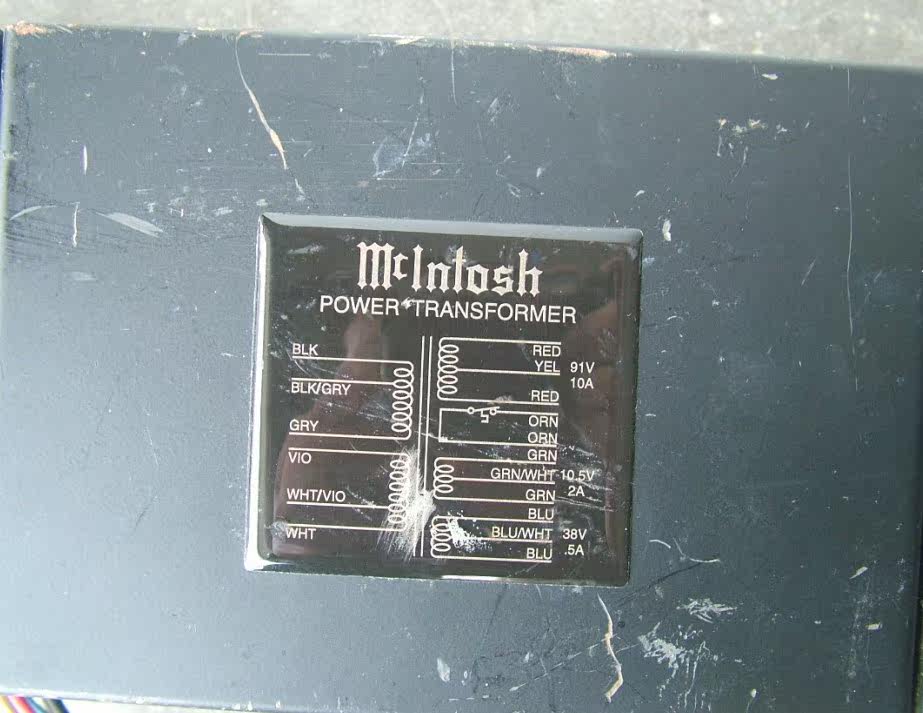 McIntosh
POWER TRANSFORMER
BLK
BLK/GRY
GRY
VIO
WHT/VIO
WHT
RED
YEL 91V
10A
RED
ORN
ORN
GRN
GRN/WHT 10.5V
GRN .2A
BLU
BLU/WHT 38V
BLU .5A